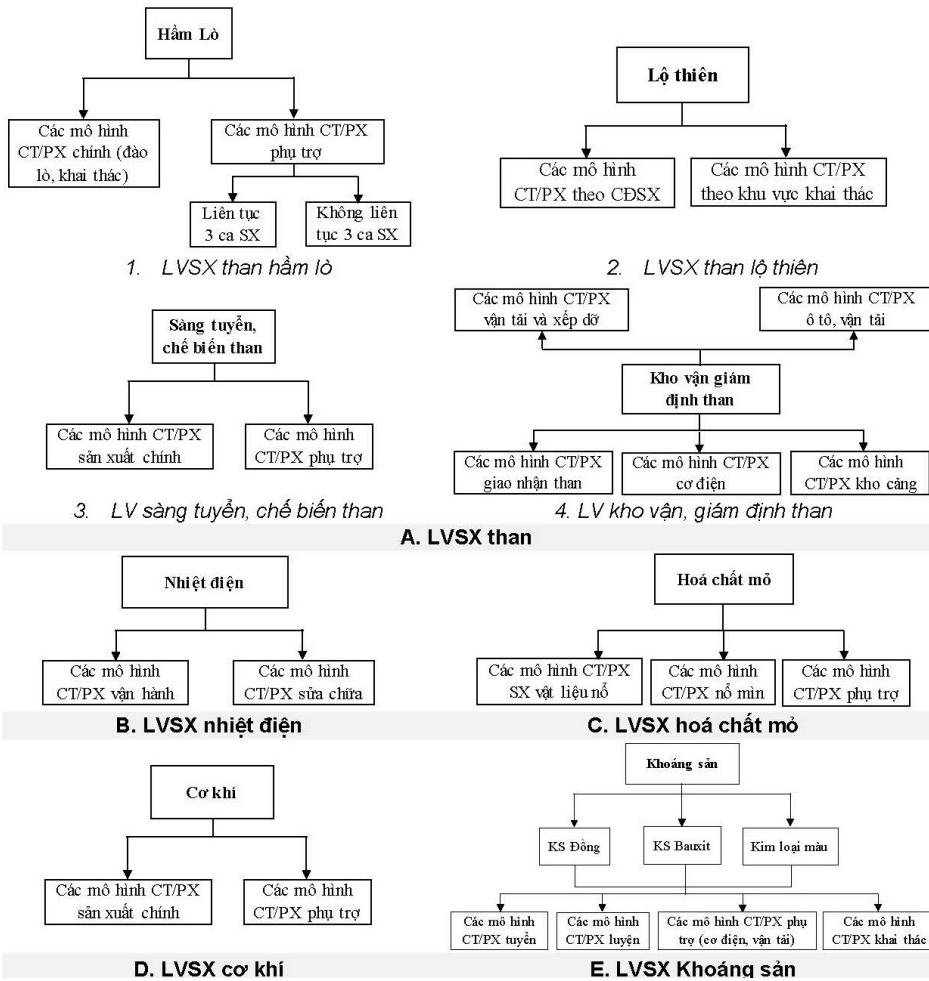 Hầm Lò
Các mô hình
CT/PX chính (đào
lò, khai thác)
Các mô hình CT/PX
phụ trợ
Liên tục
3 ca SX
Không liên
tục 3 ca SX
1. LVSX than hầm lò
Lộ thiên
Các mô hình
CT/PX theo CĐSX
Các mô hình CT/PX
theo khu vực khai thác
2. LVSX than lộ thiên
Sàng tuyển,
chế biến than
Các mô hình CT/PX
sản xuất chính
Các mô hình
CT/PX phụ trợ
3. LV sàng tuyển, chế biến than
Các mô hình CT/PX
vận tải và xếp dỡ
Các mô hình CT/PX
ô tô, vận tải
Kho vận giám
định than
Các mô hình CT/PX
giao nhận than
Các mô hình CT/PX
cơ điện
Các mô hình
CT/PX kho cảng
4. LV kho vận, giám định than
A. LVSX than
Nhiệt điện
Các mô hình
CT/PX vận hành
Các mô hình
CT/PX sửa chữa
B. LVSX nhiệt điện
Hoá chất mỏ
Các mô hình CT/PX
SX vật liệu nổ
Các mô hình
CT/PX nổ mìn
Các mô hình
CT/PX phụ trợ
C. LVSX hoá chất mỏ
Cơ khí
Các mô hình CT/PX
sản xuất chính
Các mô hình
CT/PX phụ trợ
D. LVSX cơ khí
Khoáng sản
KS Đồng
KS Bauxit
Kim loại màu
Các mô hình
CT/PX tuyển
Các mô hình
CT/PX luyện
Các mô hình CT/PX phụ
trợ (cơ điện, vận tải)
Các mô hình
CT/PX khai thác
E. LVSX Khoáng sản